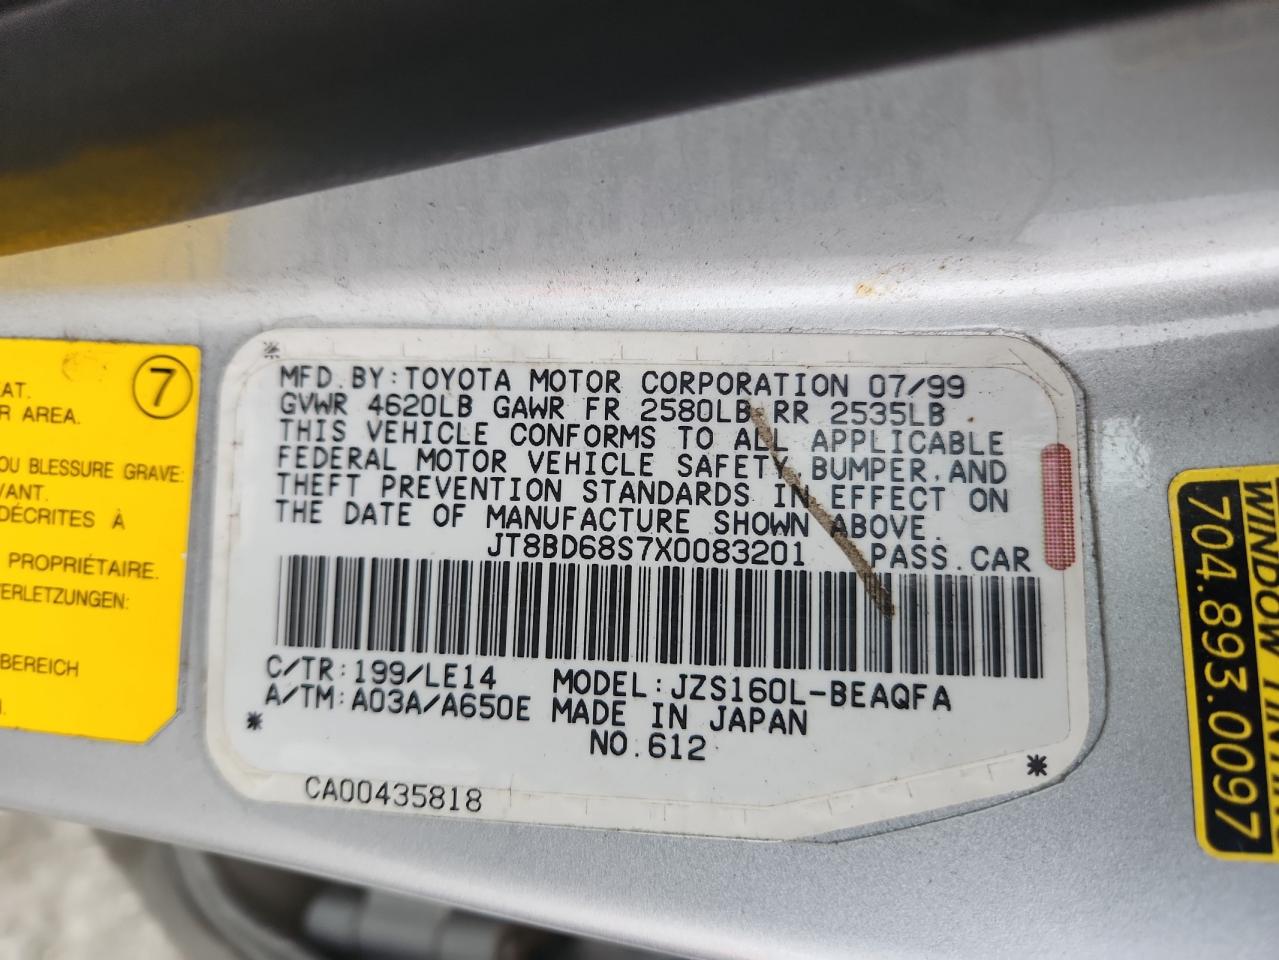 7
EAT.
R AREA.
OU BLESSURE GRAVE:
VANT.
DÉCRITES À
PROPRIÉTAIRE.
VERLETZUNGEN:
BEREICH
MFD. BY: TOYOTA MOTOR CORPORATION 07/99
GVWR 4620LB GAWR FR 2580LB RR 2535LB
THIS VEHICLE CONFORMS TO ALL APPLICABLE
FEDERAL MOTOR VEHICLE SAFETY, BUMPER, AND
THEFT PREVENTION STANDARDS IN EFFECT ON
THE DATE OF MANUFACTURE SHOWN ABOVE.
JT8BD68S7X0083201 PASS. CAR
C/TR: 199/LE14 MODEL: JZS160L-BEAQFA
A/TM: A03A/A650E MADE IN JAPAN
NO. 612
CA00435818
WINDOW
704.893.0097